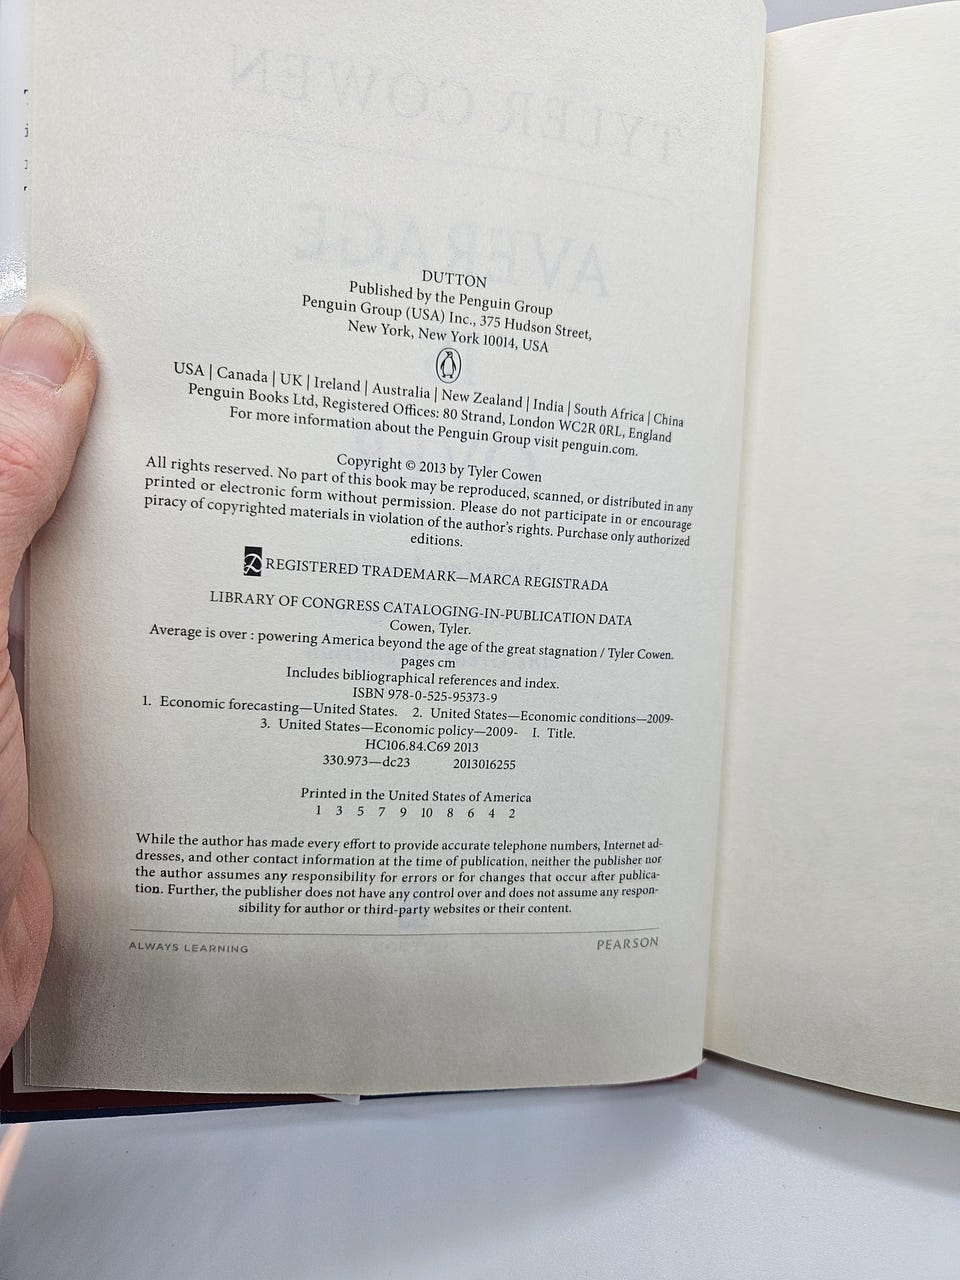 DUTTON
Published by the Penguin Group
Penguin Group (USA) Inc., 375 Hudson Street,
New York, New York 10014, USA
USA | Canada | UK | Ireland | Australia | New Zealand | India | South Africa | China
Penguin Books Ltd, Registered Offices: 80 Strand, London WC2R 0RL, England
For more information about the Penguin Group visit penguin.com.
Copyright © 2013 by Tyler Cowen
All rights reserved. No part of this book may be reproduced, scanned, or distributed in any
printed or electronic form without permission. Please do not participate in or encourage
piracy of copyrighted materials in violation of the author's rights. Purchase only authorized
editions.
REGISTERED TRADEMARK—MARCA REGISTRADA
LIBRARY OF CONGRESS CATALOGING-IN-PUBLICATION DATA
Cowen, Tyler.
Average is over : powering America beyond the age of the great stagnation / Tyler Cowen.
pages cm
Includes bibliographical references and index.
ISBN 978-0-525-95373-9
1. Economic forecasting—United States. 2. United States—Economic conditions—2009-
3. United States—Economic policy—2009- I. Title.
HC106.84.C69 2013
330.973—dc23 2013016255
Printed in the United States of America
1 3 5 7 9 10 8 6 4 2
While the author has made every effort to provide accurate telephone numbers, Internet ad-
dresses, and other contact information at the time of publication, neither the publisher nor
the author assumes any responsibility for errors or for changes that occur after publica-
tion. Further, the publisher does not have any control over and does not assume any respon-
sibility for author or third-party websites or their content.
ALWAYS LEARNING PEARSON